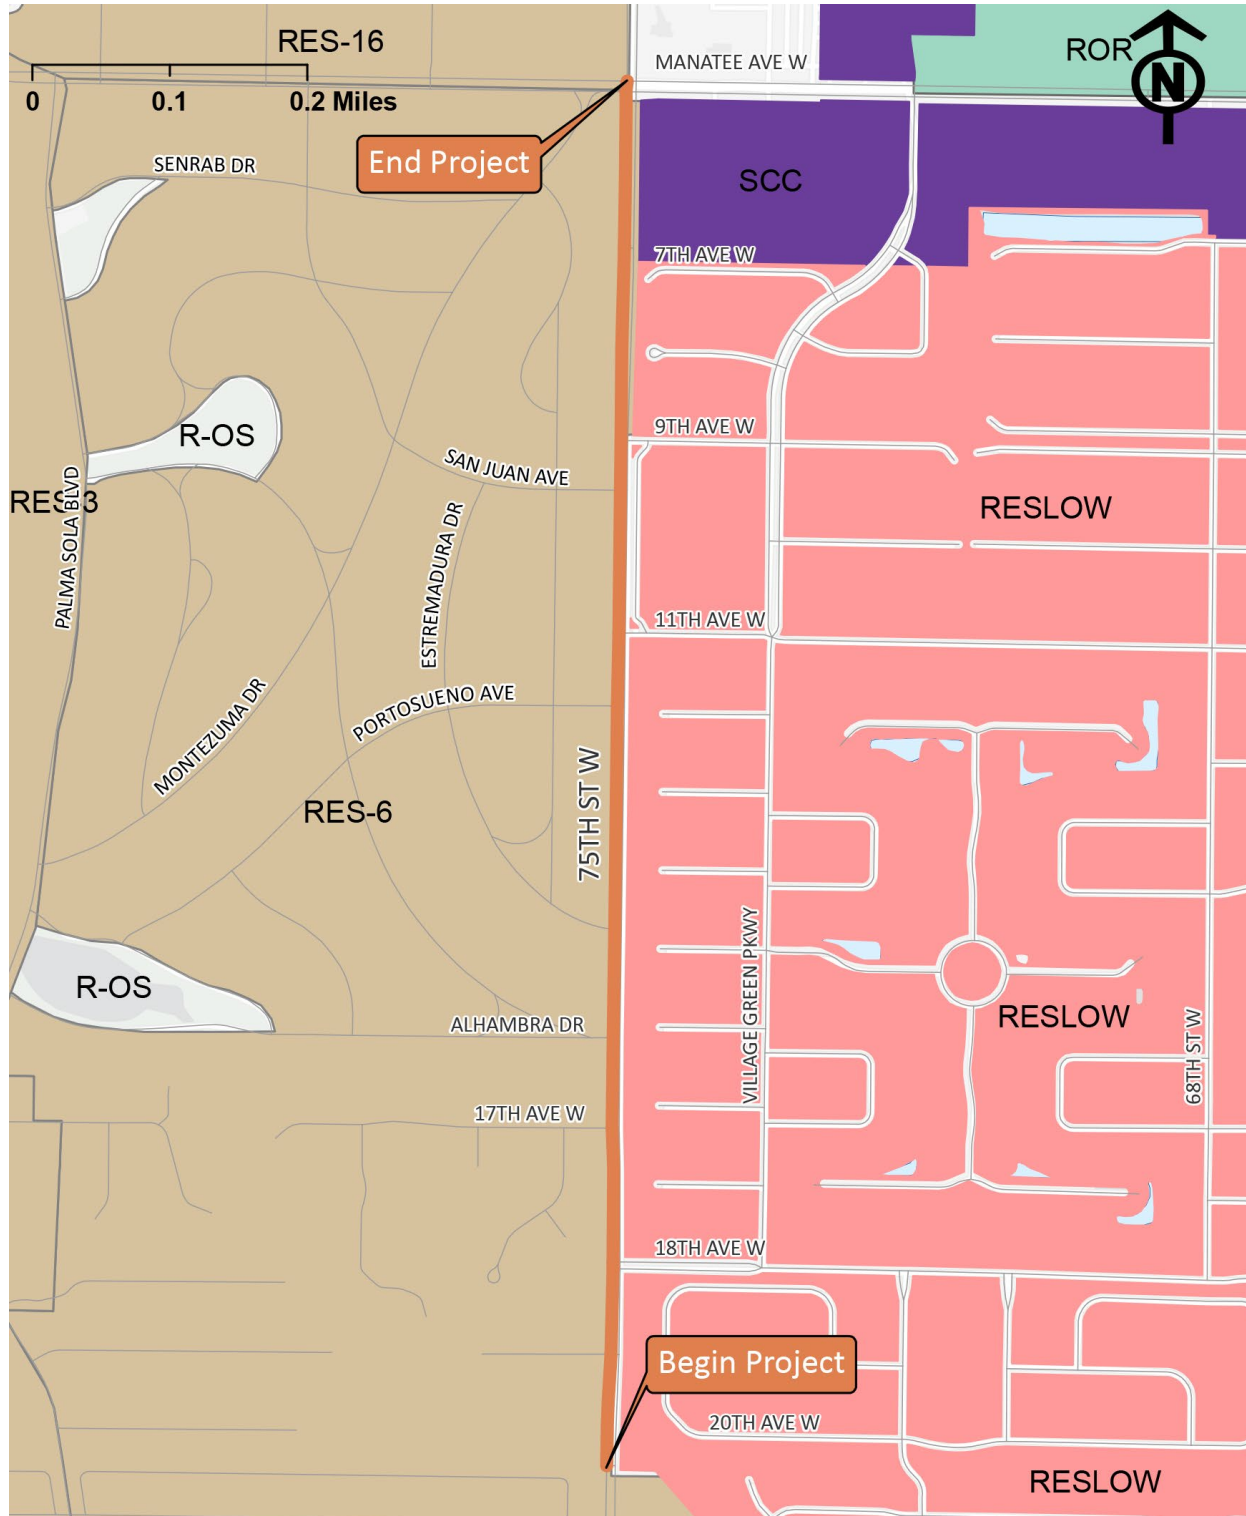 RES-16
MANATEE AVE W
ROR
N
0 0.1 0.2 Miles
End Project
SENRAB DR
SCC
7TH AVE W
R-OS
9TH AVE W
SAN JUAN AVE
RES-3
PALMA SOLA BLVD
RESLOW
ESTREMADURA DR
11TH AVE W
MONTEZUMA DR
PORTOSUENO AVE
75TH ST W
RES-6
VILLAGE GREEN PKWY
R-OS
ALHAMBRA DR
RESLOW
68TH ST W
17TH AVE W
18TH AVE W
Begin Project
20TH AVE W
RESLOW